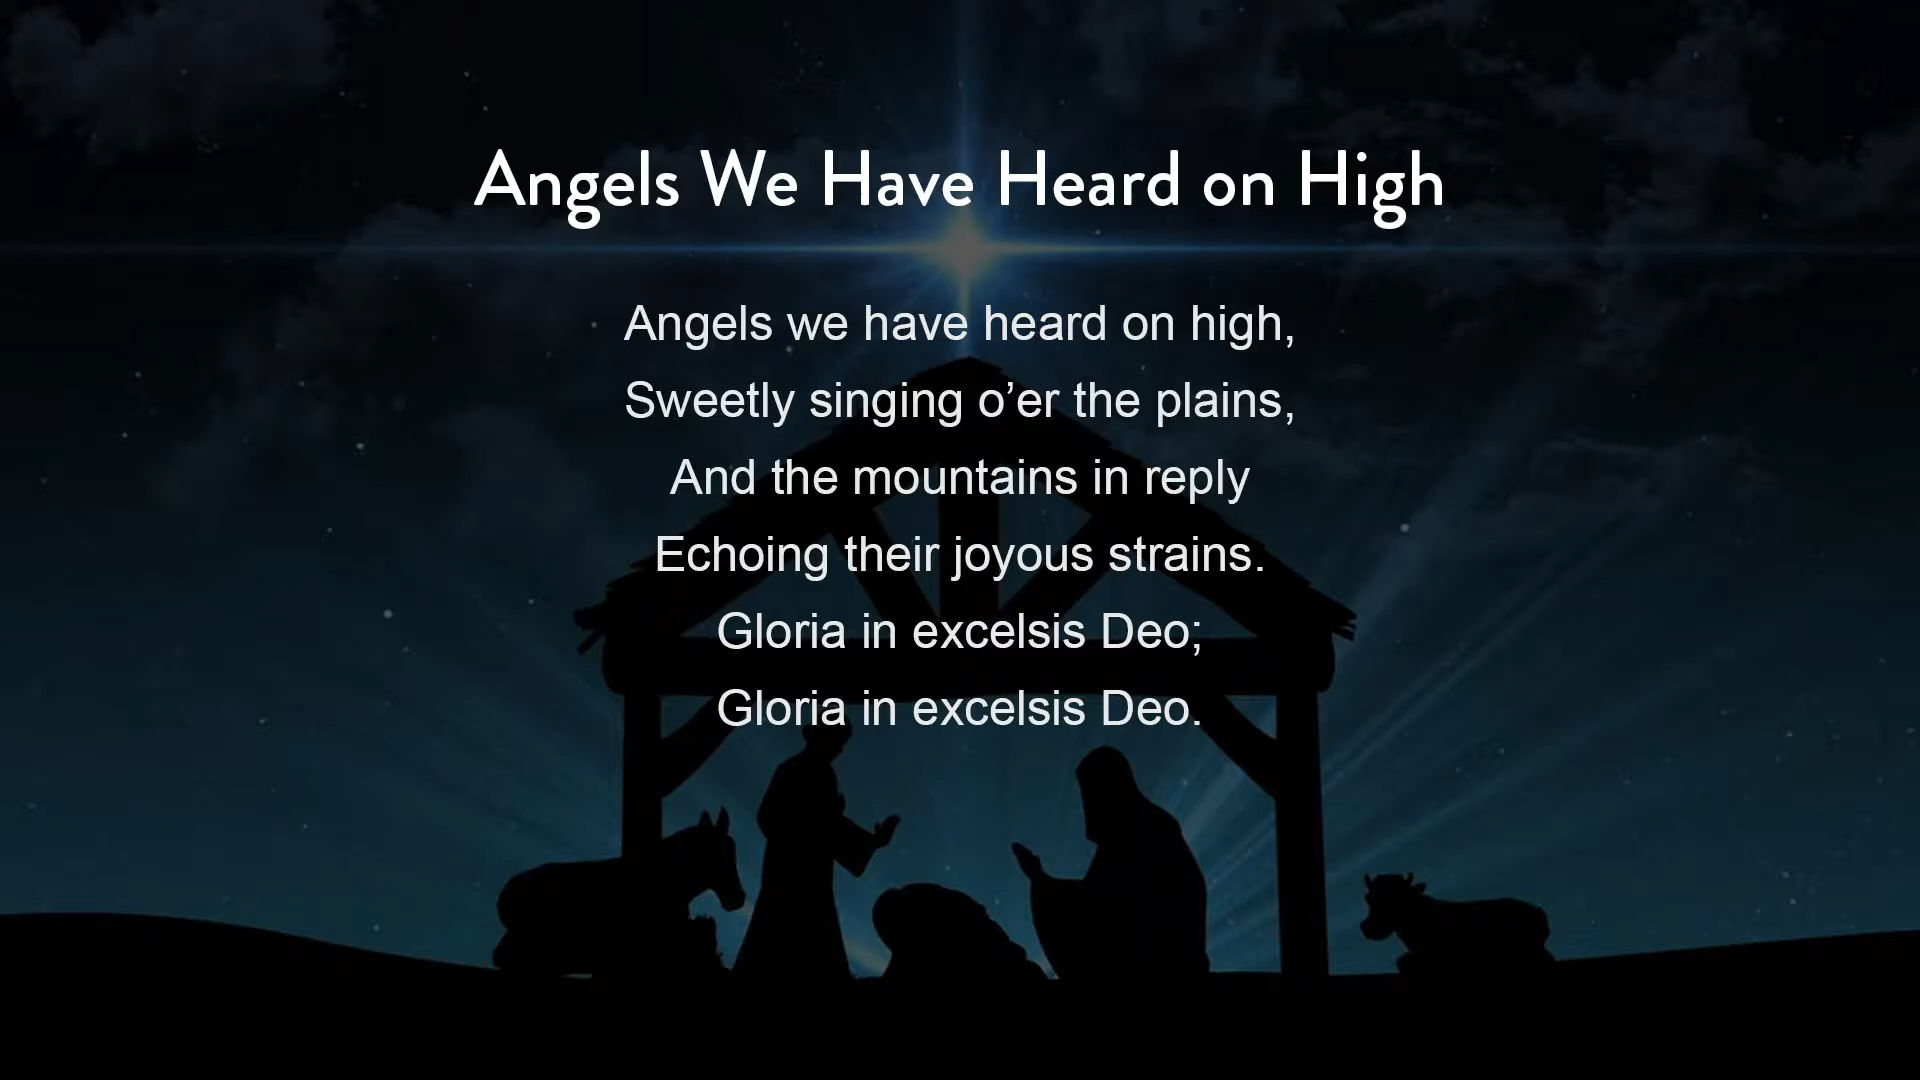 Angels We Have Heard on High
Angels we have heard on high,
Sweetly singing o’er the plains,
And the mountains in reply
Echoing their joyous strains.
Gloria in excelsis Deo;
Gloria in excelsis Deo.